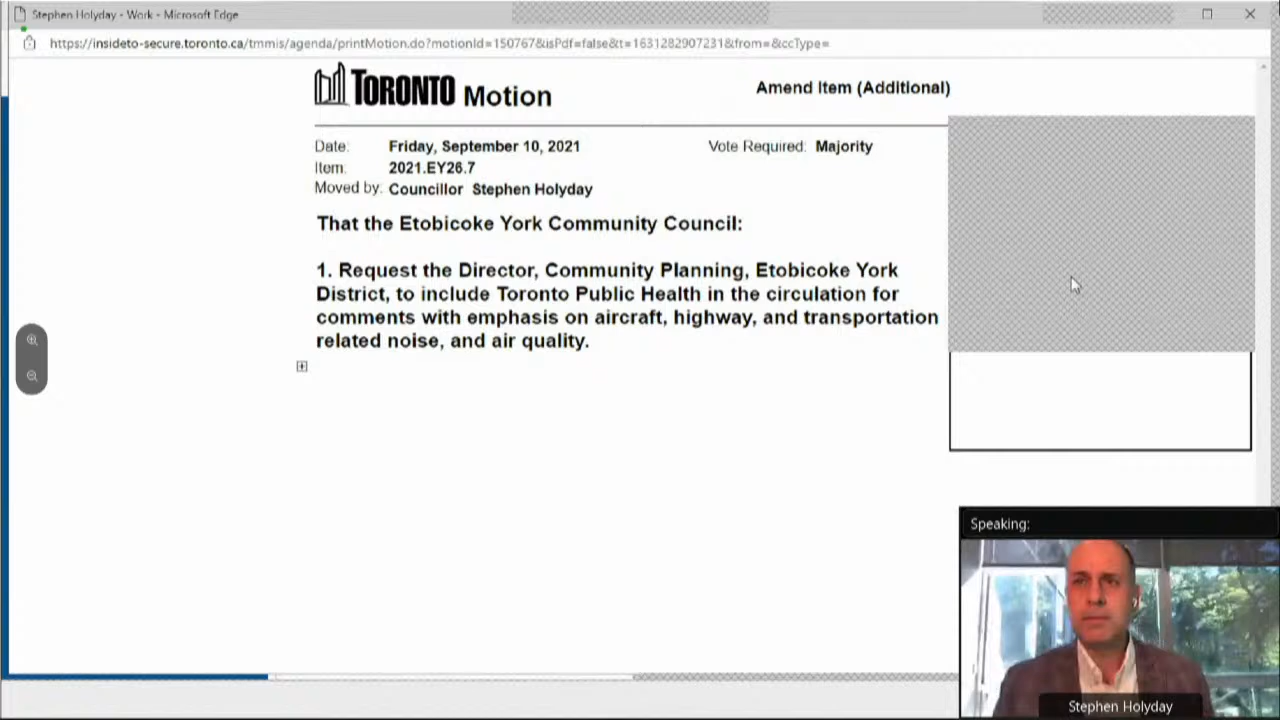 Stephen Holyday - Work - Microsoft Edge
https://insideto-secure.toronto.ca/tmmis/agenda/printMotion.do?motionId=150767&isPdf=false&t=1631282907231&from=&ccType=
TORONTO Motion
Amend Item (Additional)
Date: Friday, September 10, 2021
Vote Required: Majority
Item: 2021.EY26.7
Moved by: Councillor Stephen Holyday
That the Etobicoke York Community Council:
1. Request the Director, Community Planning, Etobicoke York
District, to include Toronto Public Health in the circulation for
comments with emphasis on aircraft, highway, and transportation
related noise, and air quality.
Speaking:
Stephen Holyday